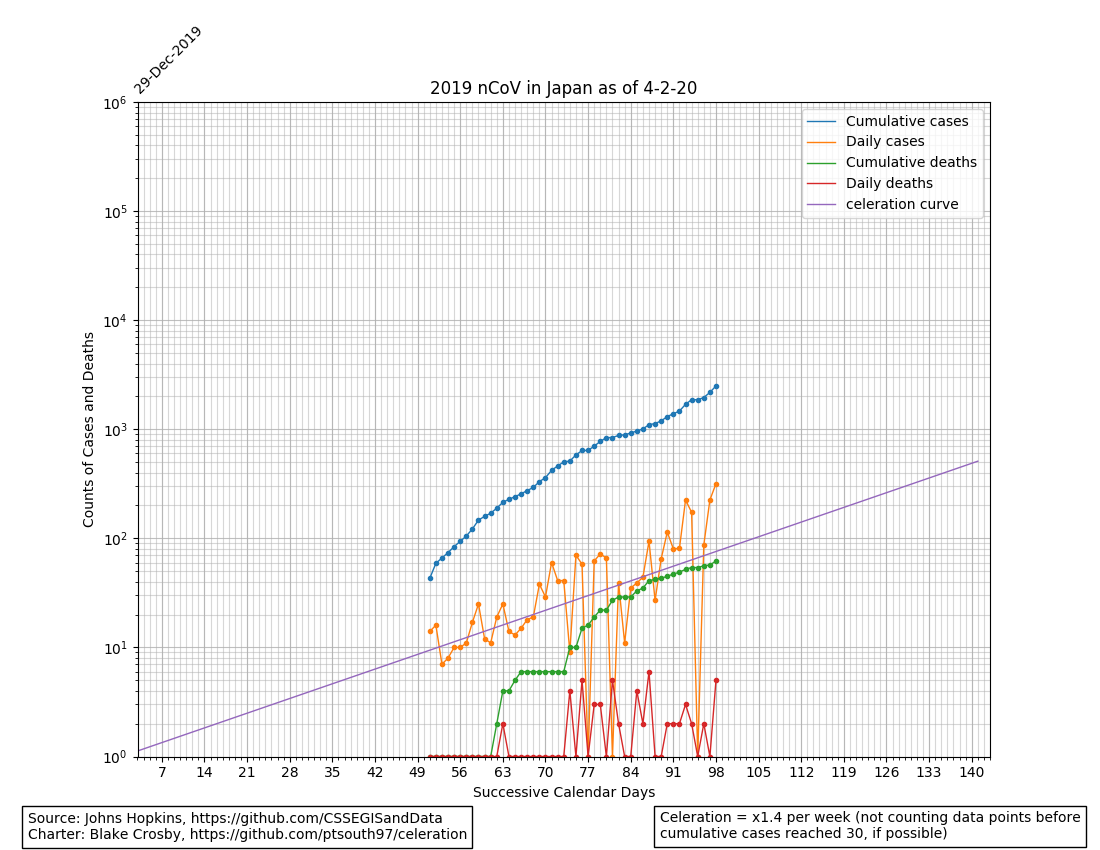 29-Dec-2019
2019 nCoV in Japan as of 4-2-20
Cumulative cases
Daily cases
Cumulative deaths
Daily deaths
celeration curve
10^6
10^5
10^4
10^3
10^2
10^1
10^0
Counts of Cases and Deaths
7 14 21 28 35 42 49 56 63 70 77 84 91 98 105 112 119 126 133 140
Successive Calendar Days
Source: Johns Hopkins, https://github.com/CSSEGISandData
Charter: Blake Crosby, https://github.com/ptsouth97/celeration
Celeration = x1.4 per week (not counting data points before
cumulative cases reached 30, if possible)